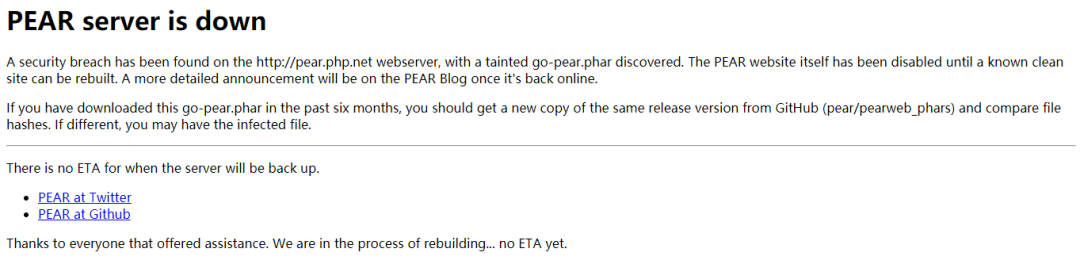 PEAR server is down
A security breach has been found on the http://pear.php.net webserver, with a tainted go-pear.phar discovered. The PEAR website itself has been disabled until a known clean
site can be rebuilt. A more detailed announcement will be on the PEAR Blog once it's back online.
If you have downloaded this go-pear.phar in the past six months, you should get a new copy of the same release version from GitHub (pear/pearweb_phars) and compare file
hashes. If different, you may have the infected file.
There is no ETA for when the server will be back up.
• PEAR at Twitter
• PEAR at Github
Thanks to everyone that offered assistance. We are in the process of rebuilding... no ETA yet.